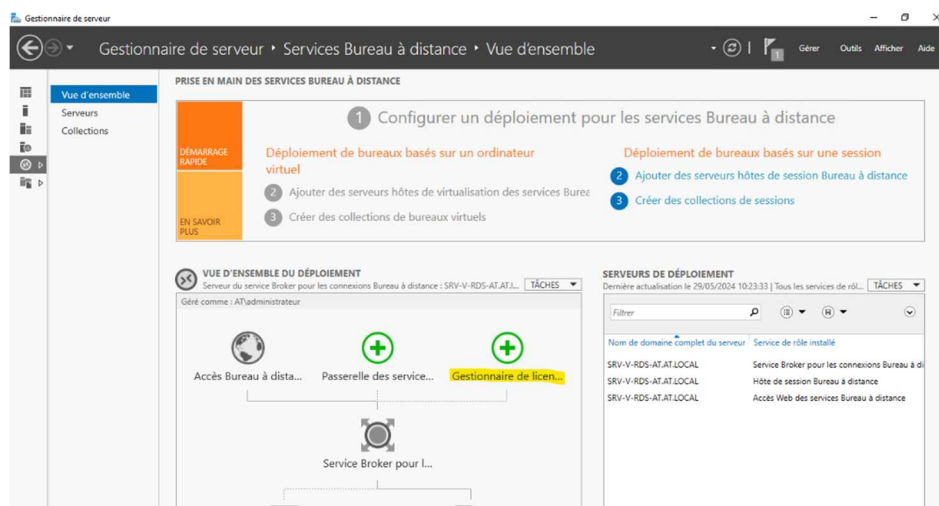 Gestionnaire de serveur
Gestionnaire de serveur • Services Bureau à distance • Vue d'ensemble
1
Gérer Outils Afficher Aide
Vue d'ensemble
Serveurs
Collections
PRISE EN MAIN DES SERVICES BUREAU À DISTANCE
DÉMARRAGE
RAPIDE
EN SAVOIR
PLUS
1 Configurer un déploiement pour les services Bureau à distance
Déploiement de bureaux basés sur un ordinateur
virtuel
2 Ajouter des serveurs hôtes de virtualisation des services Burea
3 Créer des collections de bureaux virtuels
Déploiement de bureaux basés sur une session
2 Ajouter des serveurs hôtes de session Bureau à distance
3 Créer des collections de sessions
VUE D'ENSEMBLE DU DÉPLOIEMENT
Serveur du service Broker pour les connexions Bureau à distance : SRV-V-RDS-AT.AT.L... TÂCHES
Géré comme : AT\administrateur
Accès Bureau à dista... Passerelle des service... Gestionnaire de licen...
Service Broker pour l...
SERVEURS DE DÉPLOIEMENT
Dernière actualisation le 29/05/2024 10:23:33 | Tous les services de rôl... TÂCHES
Filtrer
Nom de domaine complet du serveur Service de rôle installé
SRV-V-RDS-AT.AT.LOCAL Service Broker pour les connexions Bureau à di
SRV-V-RDS-AT.AT.LOCAL Hôte de session Bureau à distance
SRV-V-RDS-AT.AT.LOCAL Accès Web des services Bureau à distance